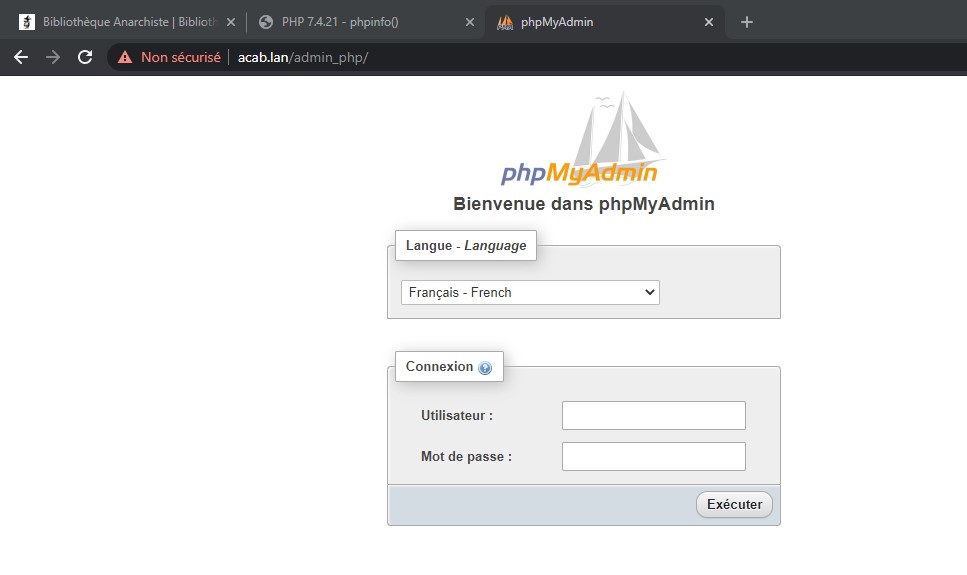 Bibliothèque Anarchiste | Biblioth
PHP 7.4.21 - phpinfo()
phpMyAdmin
Non sécurisé
acab.lan/admin_php/
phpMyAdmin
Bienvenue dans phpMyAdmin
Langue - Language
Français - French
Connexion
Utilisateur :
Mot de passe :
Exécuter